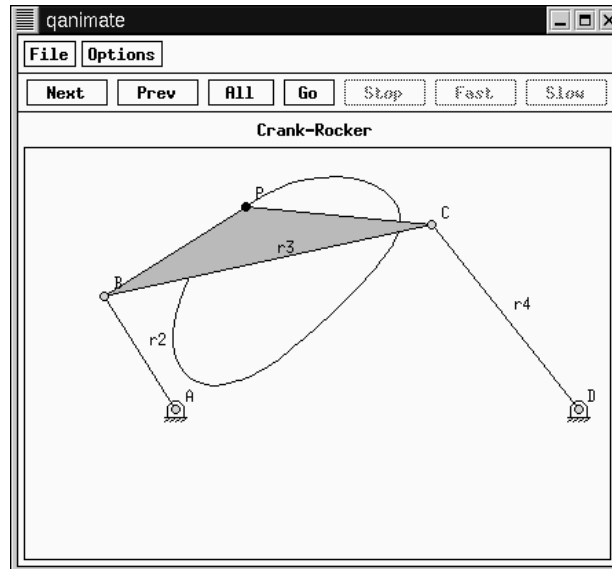 qanimate
File Options
Next Prev All Go Stop Fast Slow
Crank-Rocker
P
C
r3
B
r4
r2
A
D